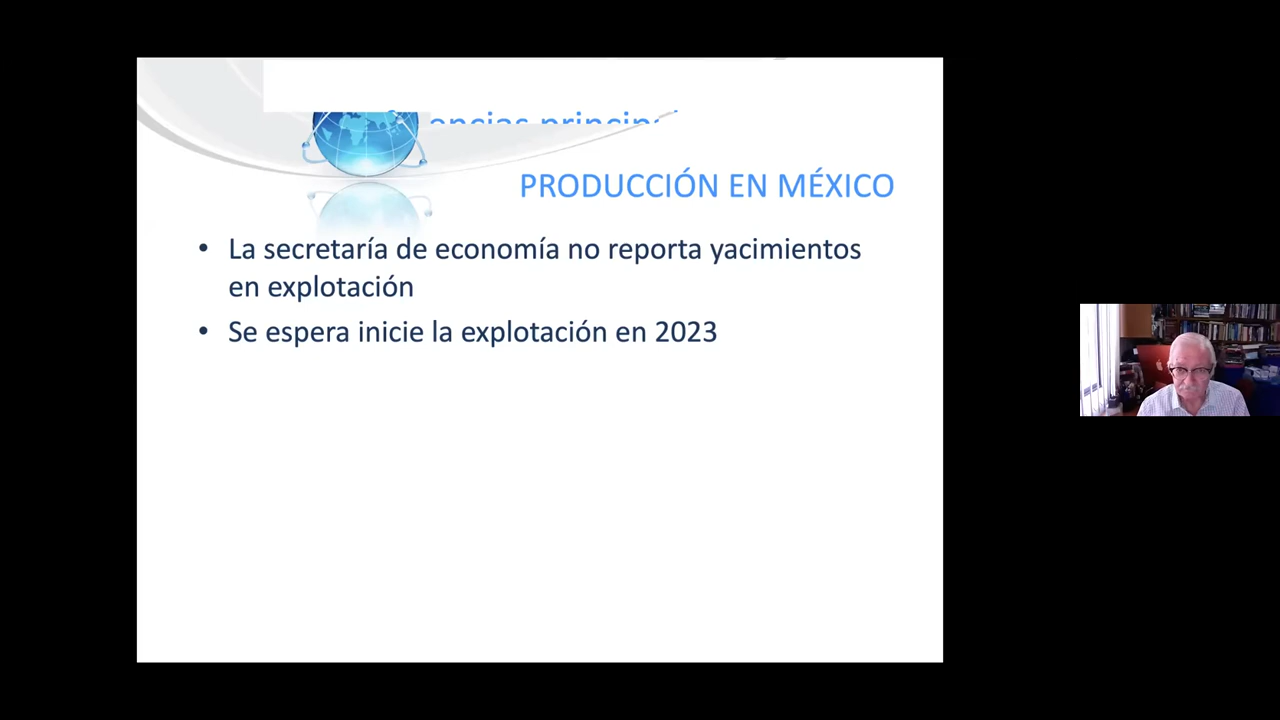 PRODUCCIÓN EN MÉXICO
• La secretaría de economía no reporta yacimientos
en explotación
• Se espera inicie la explotación en 2023